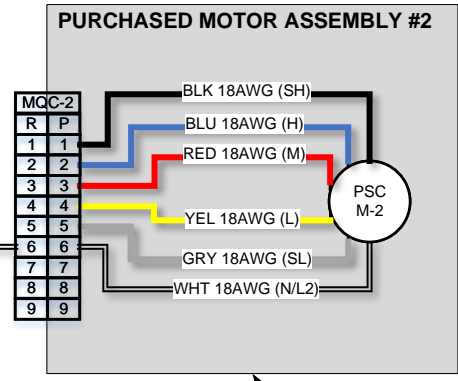 PURCHASED MOTOR ASSEMBLY #2
MQC-2
R P
1 1
2 2
3 3
4 4
5 5
6 6
7 7
8 8
9 9
BLK 18AWG (SH)
BLU 18AWG (H)
RED 18AWG (M)
YEL 18AWG (L)
GRY 18AWG (SL)
WHT 18AWG (N/L2)
PSC
M-2